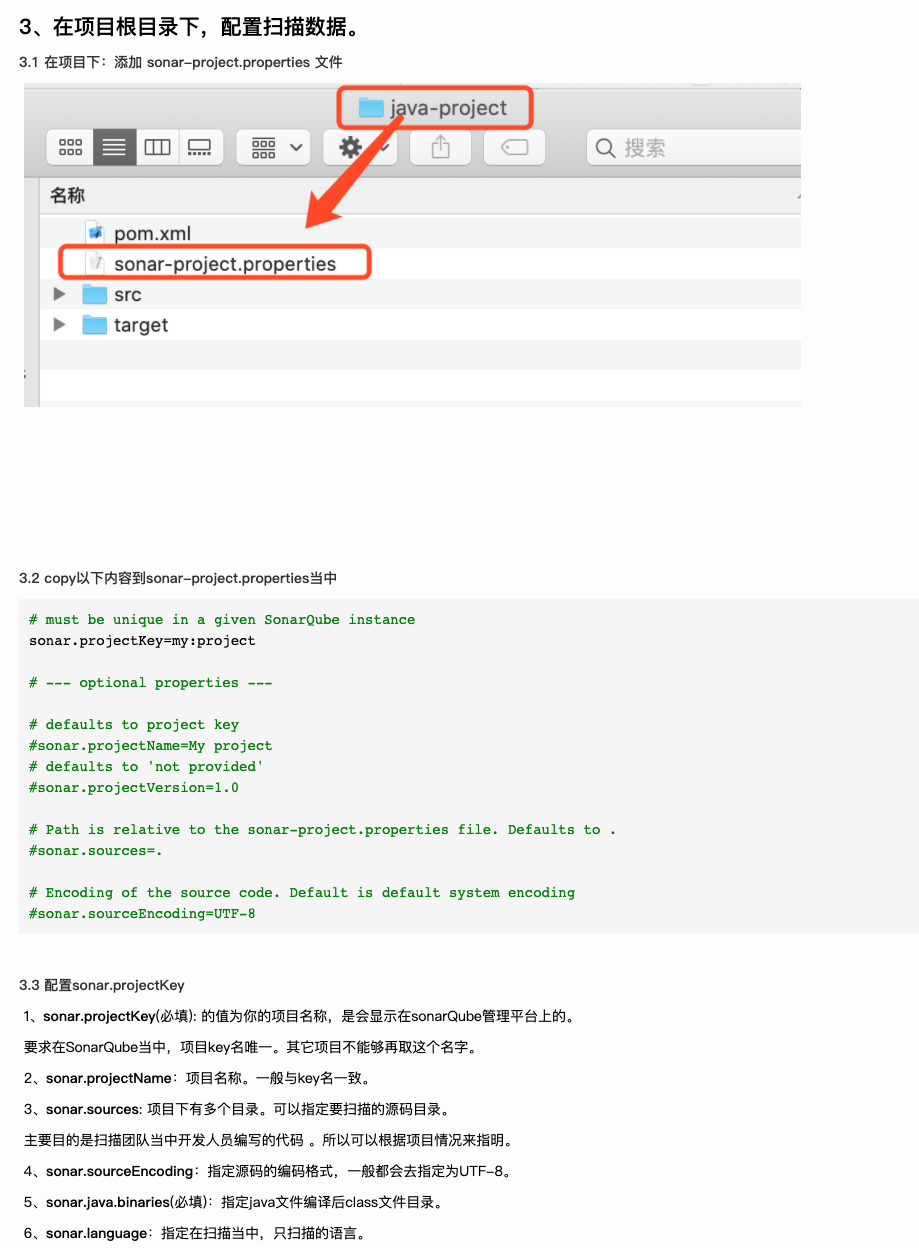 3、在项目根目录下，配置扫描数据。
3.1 在项目下：添加 sonar-project.properties 文件
java-project
搜索
名称
pom.xml
sonar-project.properties
src
target
3.2 copy以下内容到sonar-project.properties当中
# must be unique in a given SonarQube instance
sonar.projectKey=my:project
# --- optional properties ---
# defaults to project key
#sonar.projectName=My project
# defaults to 'not provided'
#sonar.projectVersion=1.0
# Path is relative to the sonar-project.properties file. Defaults to .
#sonar.sources=.
# Encoding of the source code. Default is default system encoding
#sonar.sourceEncoding=UTF-8
3.3 配置sonar.projectKey
1、sonar.projectKey(必填): 的值为你的项目名称，是会显示在sonarQube管理平台上的。
要求在SonarQube当中，项目key名唯一。其它项目不能够再取这个名字。
2、sonar.projectName：项目名称。一般与key名一致。
3、sonar.sources: 项目下有多个目录。可以指定要扫描的源码目录。
主要目的是扫描团队当中开发人员编写的代码 。所以可以根据项目情况来指明。
4、sonar.sourceEncoding：指定源码的编码格式，一般都会去指定为UTF-8。
5、sonar.java.binaries(必填)：指定java文件编译后class文件目录。
6、sonar.language：指定在扫描当中，只扫描的语言。